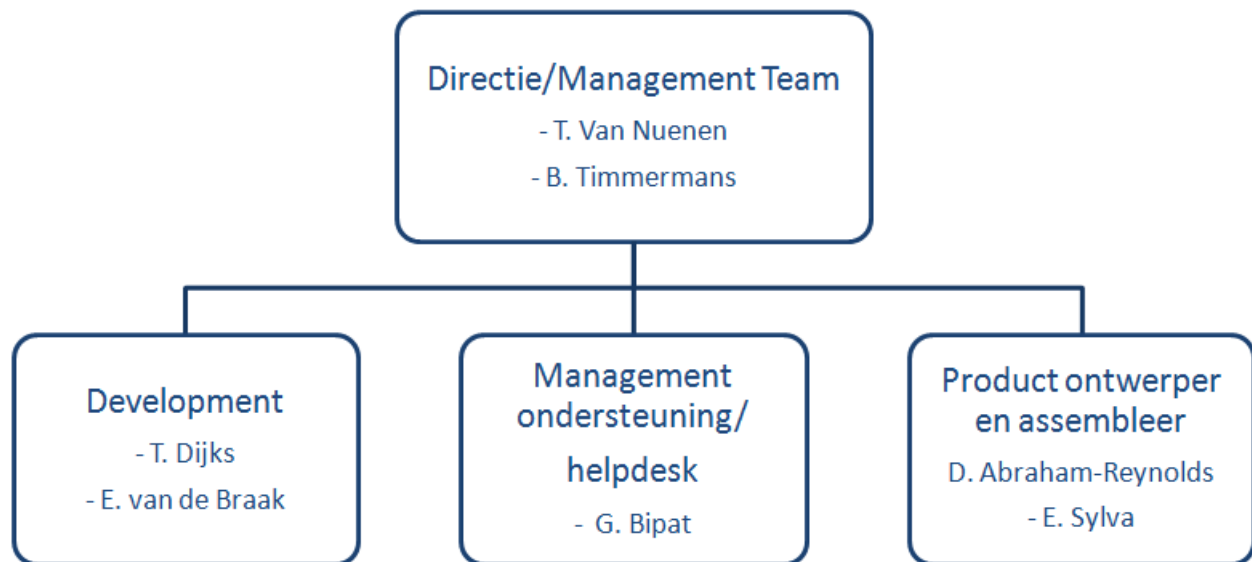 Directie/Management Team
- T. Van Nuenen
- B. Timmermans
Development
- T. Dijks
- E. van de Braak
Management
ondersteuning/
helpdesk
- G. Bipat
Product ontwerper
en assembleer
D. Abraham-Reynolds
- E. Sylva